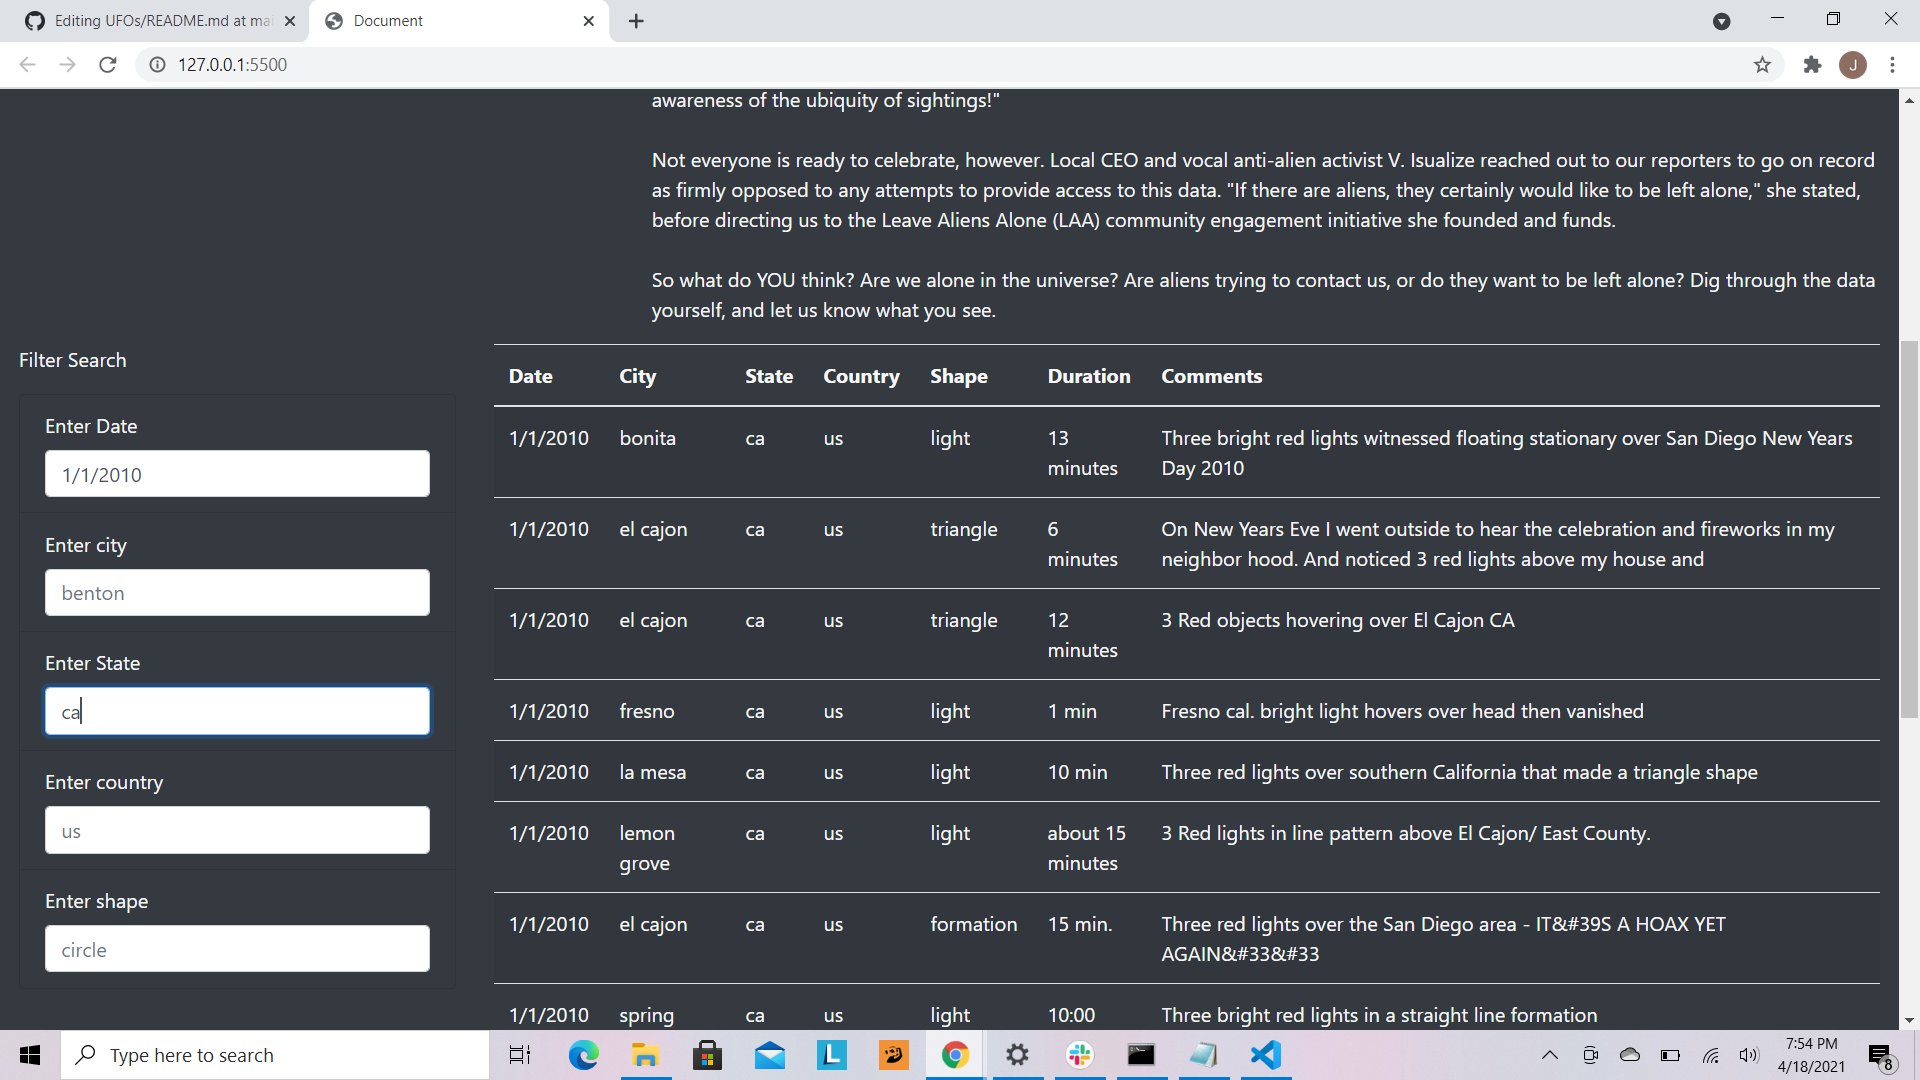 Editing UFOs/README.md at ma
Document
127.0.0.1:5500
J
awareness of the ubiquity of sightings!"
Not everyone is ready to celebrate, however. Local CEO and vocal anti-alien activist V. Isualize reached out to our reporters to go on record
as firmly opposed to any attempts to provide access to this data. "If there are aliens, they certainly would like to be left alone," she stated,
before directing us to the Leave Aliens Alone (LAA) community engagement initiative she founded and funds.
So what do YOU think? Are we alone in the universe? Are aliens trying to contact us, or do they want to be left alone? Dig through the data
yourself, and let us know what you see.
Filter Search
Enter Date
1/1/2010
Enter city
benton
Enter State
ca
Enter country
us
Enter shape
circle
Date City State Country Shape Duration Comments
1/1/2010 bonita ca us light 13 Three bright red lights witnessed floating stationary over San Diego New Years
minutes Day 2010
1/1/2010 el cajon ca us triangle 6 On New Years Eve I went outside to hear the celebration and fireworks in my
minutes neighbor hood. And noticed 3 red lights above my house and
1/1/2010 el cajon ca us triangle 12 3 Red objects hovering over El Cajon CA
minutes
1/1/2010 fresno ca us light 1 min Fresno cal. bright light hovers over head then vanished
1/1/2010 la mesa ca us light 10 min Three red lights over southern California that made a triangle shape
1/1/2010 lemon ca us light about 15 3 Red lights in line pattern above El Cajon/ East County.
grove minutes
1/1/2010 el cajon ca us formation 15 min. Three red lights over the San Diego area - IT&#39S A HOAX YET
AGAIN&#33&#33
1/1/2010 spring ca us light 10:00 Three bright red lights in a straight line formation
Type here to search
L
7:54 PM
4/18/2021
8